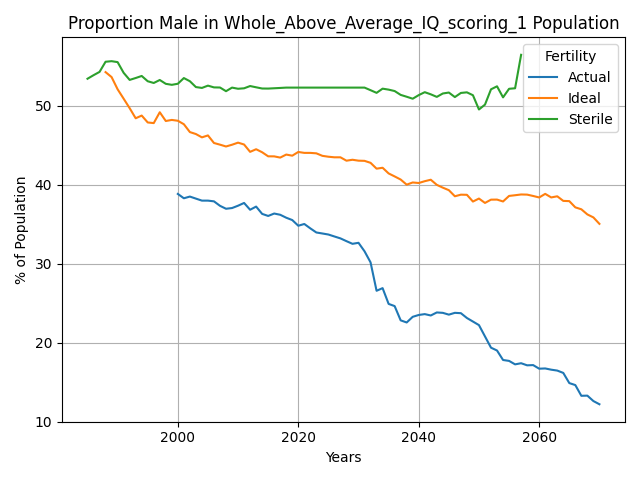 Proportion Male in Whole_Above_Average_IQ_scoring_1 Population
Fertility
Actual
Ideal
Sterile
% of Population
50
40
30
20
10
2000 2020 2040 2060
Years